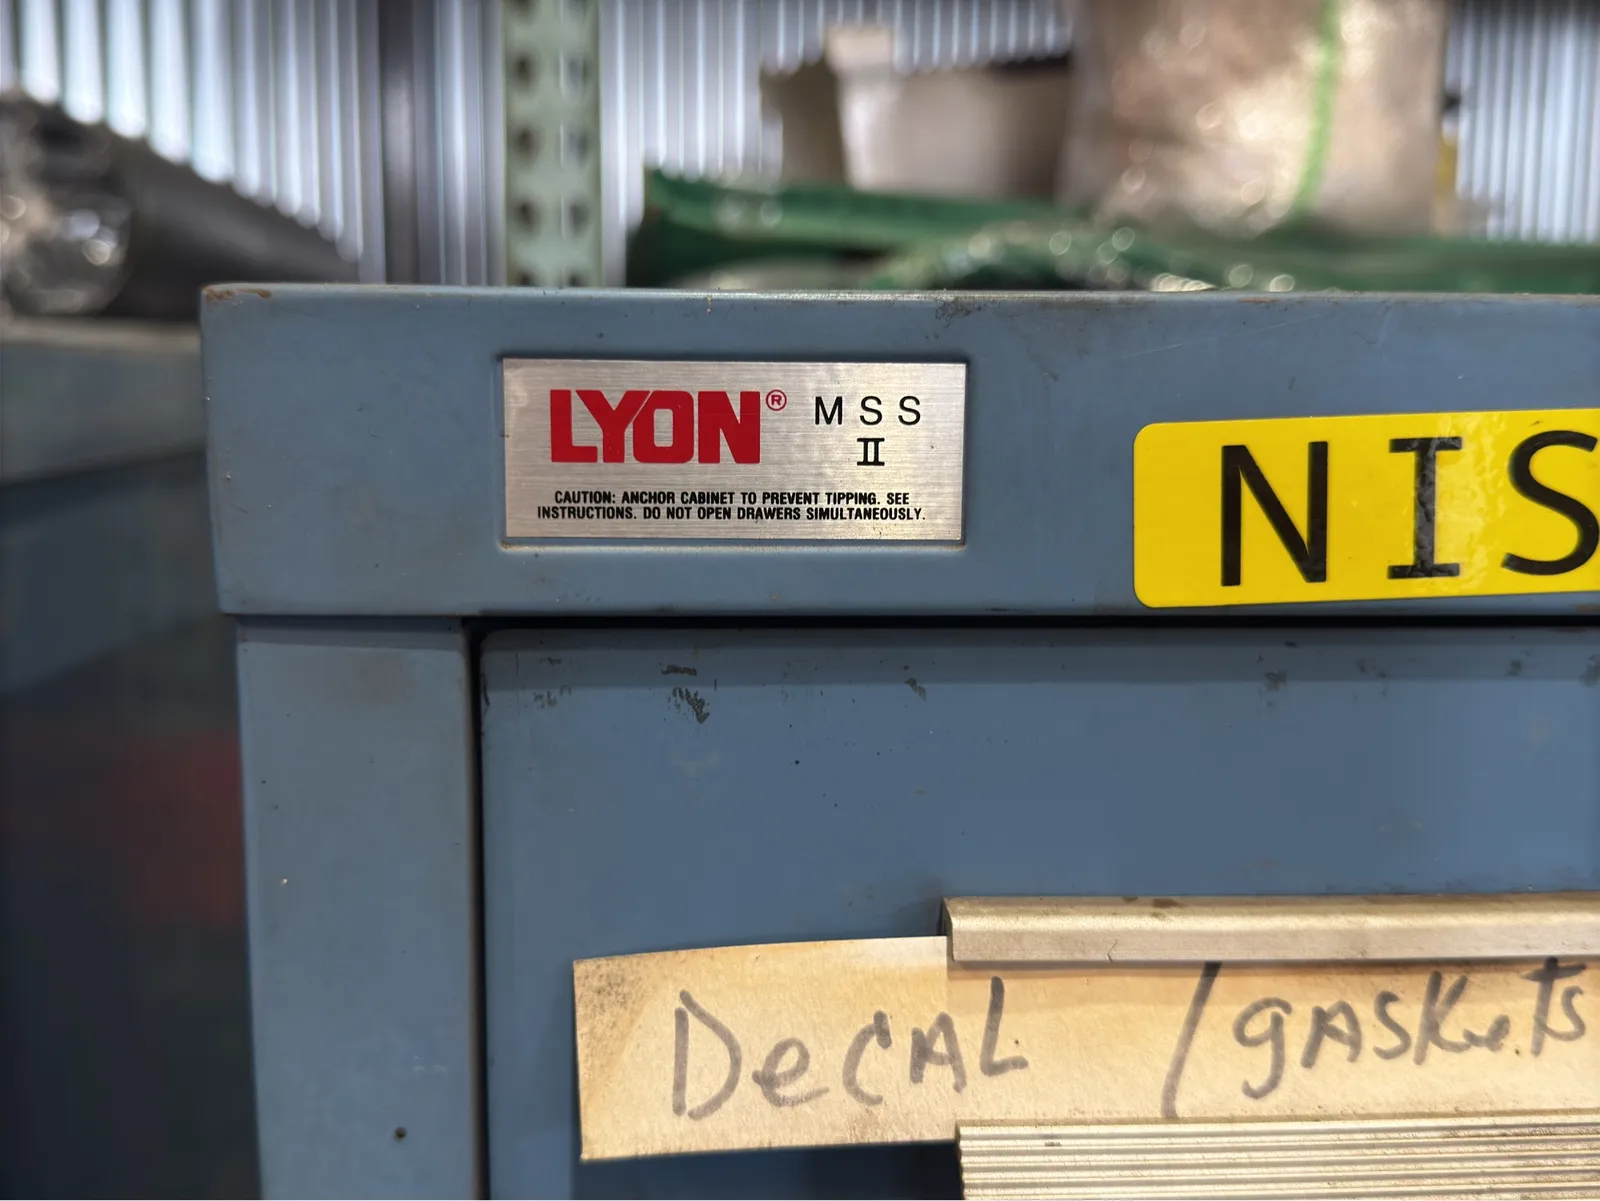 LYON® MSS
II
CAUTION: ANCHOR CABINET TO PREVENT TIPPING. SEE
INSTRUCTIONS. DO NOT OPEN DRAWERS SIMULTANEOUSLY.
NIS
DeCAL / gASKets